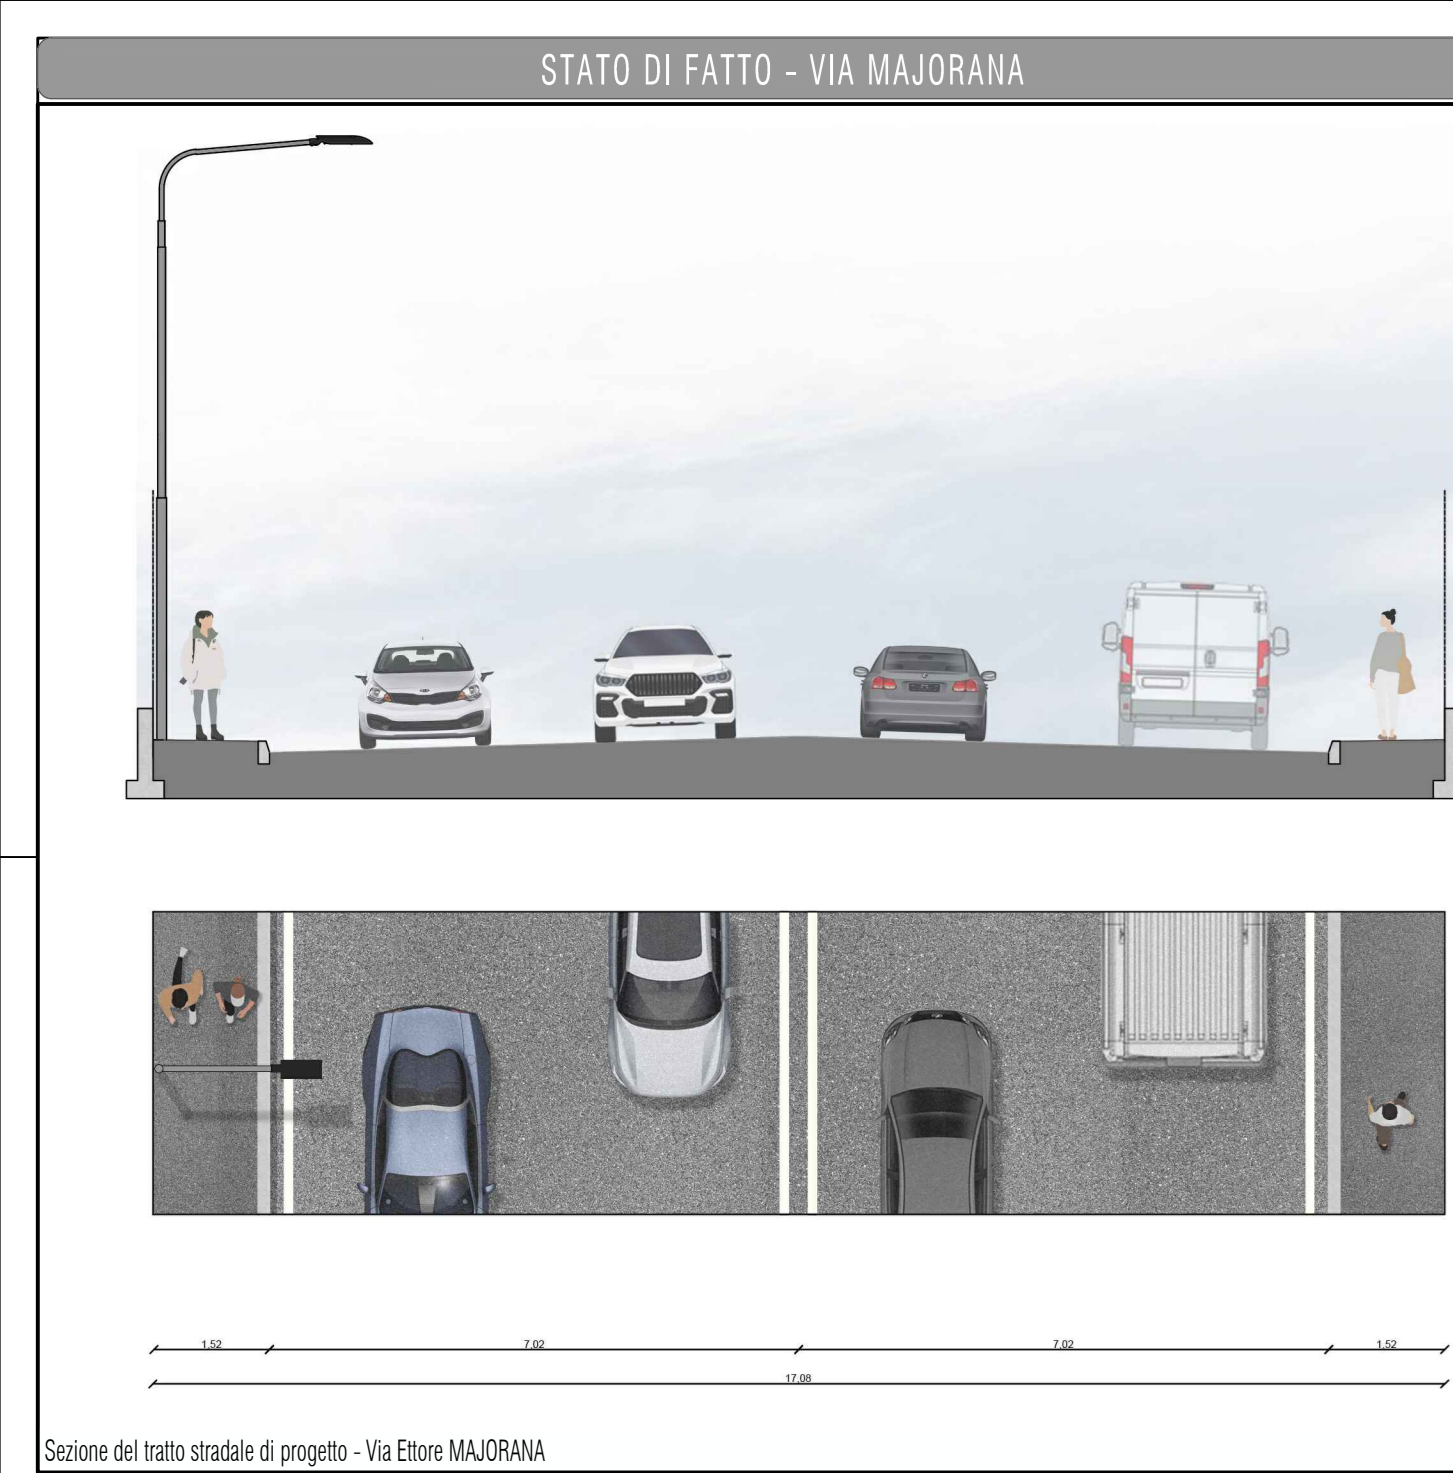 STATO DI FATTO - VIA MAJORANA
1,52 7,02 7,02 1,52
17,08
Sezione del tratto stradale di progetto - Via Ettore MAJORANA